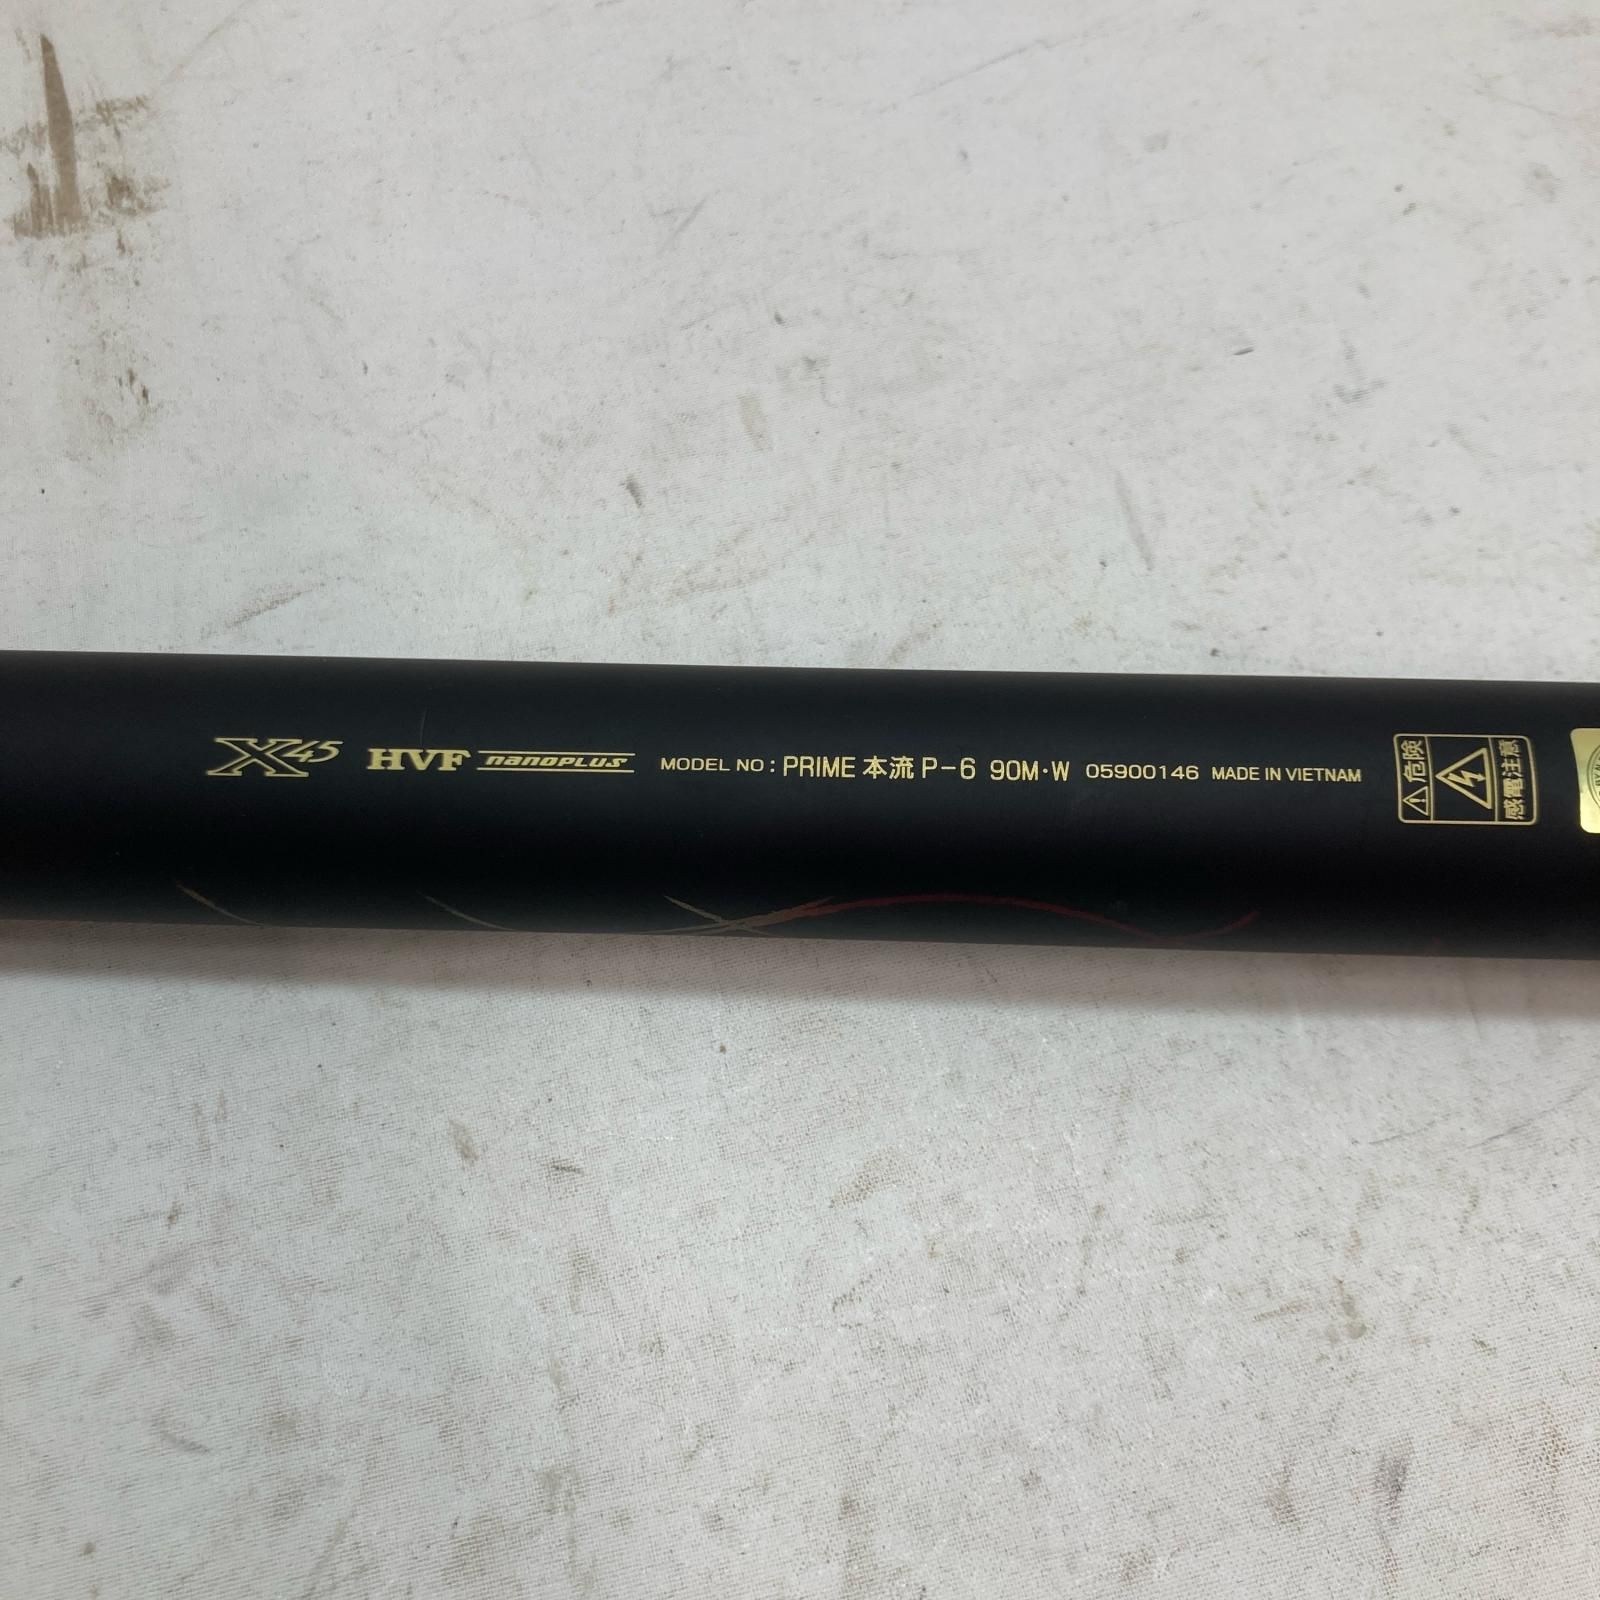 X45 HVF nanoPLUS MODEL NO : PRIME 本流 P-6 90M·W 05900146 MADE IN VIETNAM
危険
感電注意